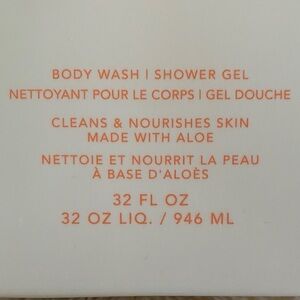 BODY WASH | SHOWER GEL
NETTOYANT POUR LE CORPS | GEL DOUCHE
CLEANS & NOURISHES SKIN
MADE WITH ALOE
NETTOIE ET NOURRIT LA PEAU
À BASE D'ALOÈS
32 FL OZ
32 OZ LIQ. / 946 ML